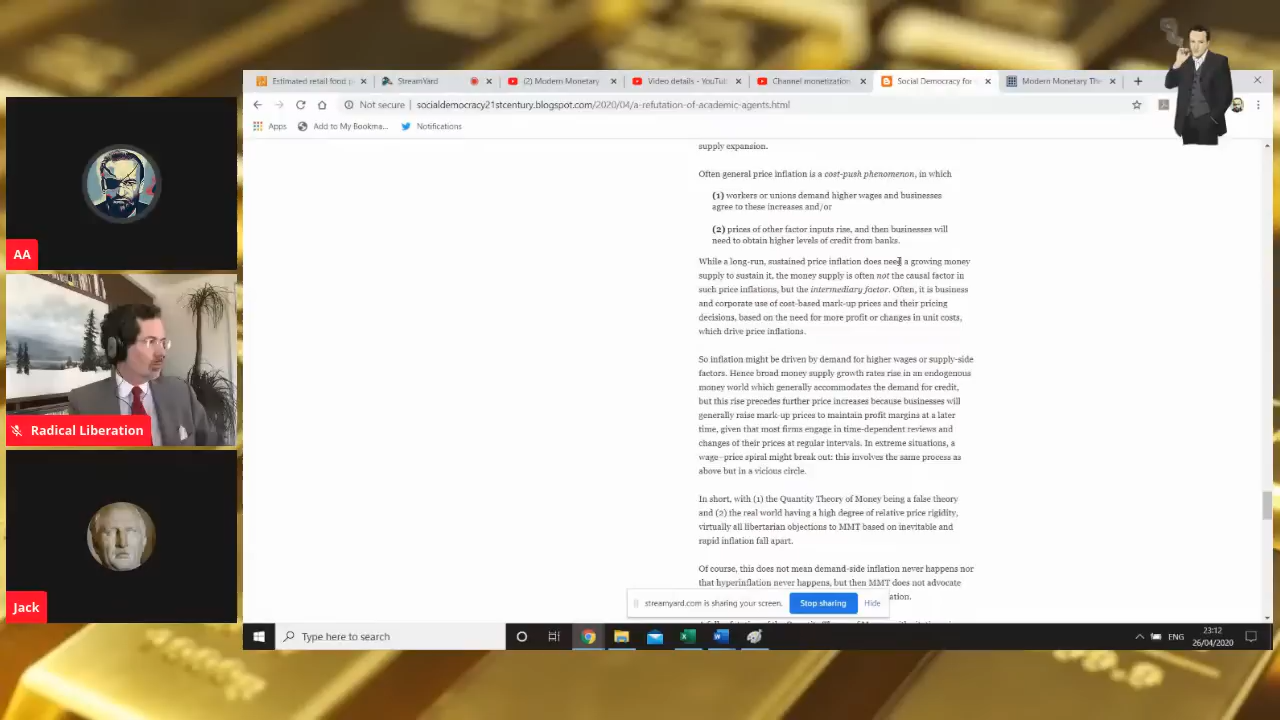 Estimated retail food p
StreamYard
(2) Modern Monetary
Video details - YouTub
Channel monetization
Social Democracy for
Modern Monetary The
Not secure
socialdemocracy21stcentury.blogspot.com/2020/04/a-refutation-of-academic-agents.html
Apps
Add to My Bookma...
Notifications
supply expansion.
Often general price inflation is a cost-push phenomenon, in which
(1) workers or unions demand higher wages and businesses
agree to these increases and/or
(2) prices of other factor inputs rise, and then businesses will
need to obtain higher levels of credit from banks.
While a long-run, sustained price inflation does need a growing money
supply to sustain it, the money supply is often not the causal factor in
such price inflations, but the intermediary factor. Often, it is business
and corporate use of cost-based mark-up prices and their pricing
decisions, based on the need for more profit or changes in unit costs,
which drive price inflations.
So inflation might be driven by demand for higher wages or supply-side
factors. Hence broad money supply growth rates rise in an endogenous
money world which generally accommodates the demand for credit,
but this rise precedes further price increases because businesses will
generally raise mark-up prices to maintain profit margins at a later
time, given that most firms engage in time-dependent reviews and
changes of their prices at regular intervals. In extreme situations, a
wage–price spiral might break out: this involves the same process as
above but in a vicious circle.
In short, with (1) the Quantity Theory of Money being a false theory
and (2) the real world having a high degree of relative price rigidity,
virtually all libertarian objections to MMT based on inevitable and
rapid inflation fall apart.
Of course, this does not mean demand-side inflation never happens nor
that hyperinflation never happens, but then MMT does not advocate
streamyard.com is sharing your screen.
Stop sharing
Hide
AA
Radical Liberation
Jack
Type here to search
ENG
23:12
26/04/2020